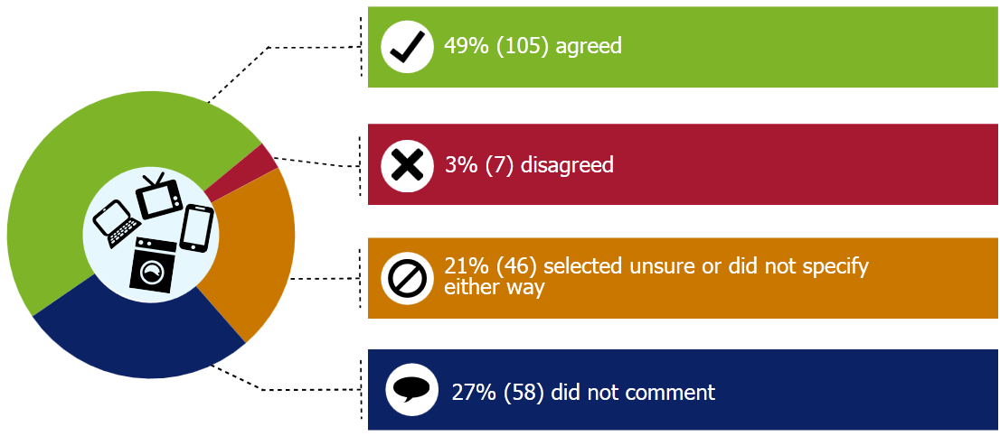 49% (105) agreed
3% (7) disagreed
21% (46) selected unsure or did not specify
either way
27% (58) did not comment